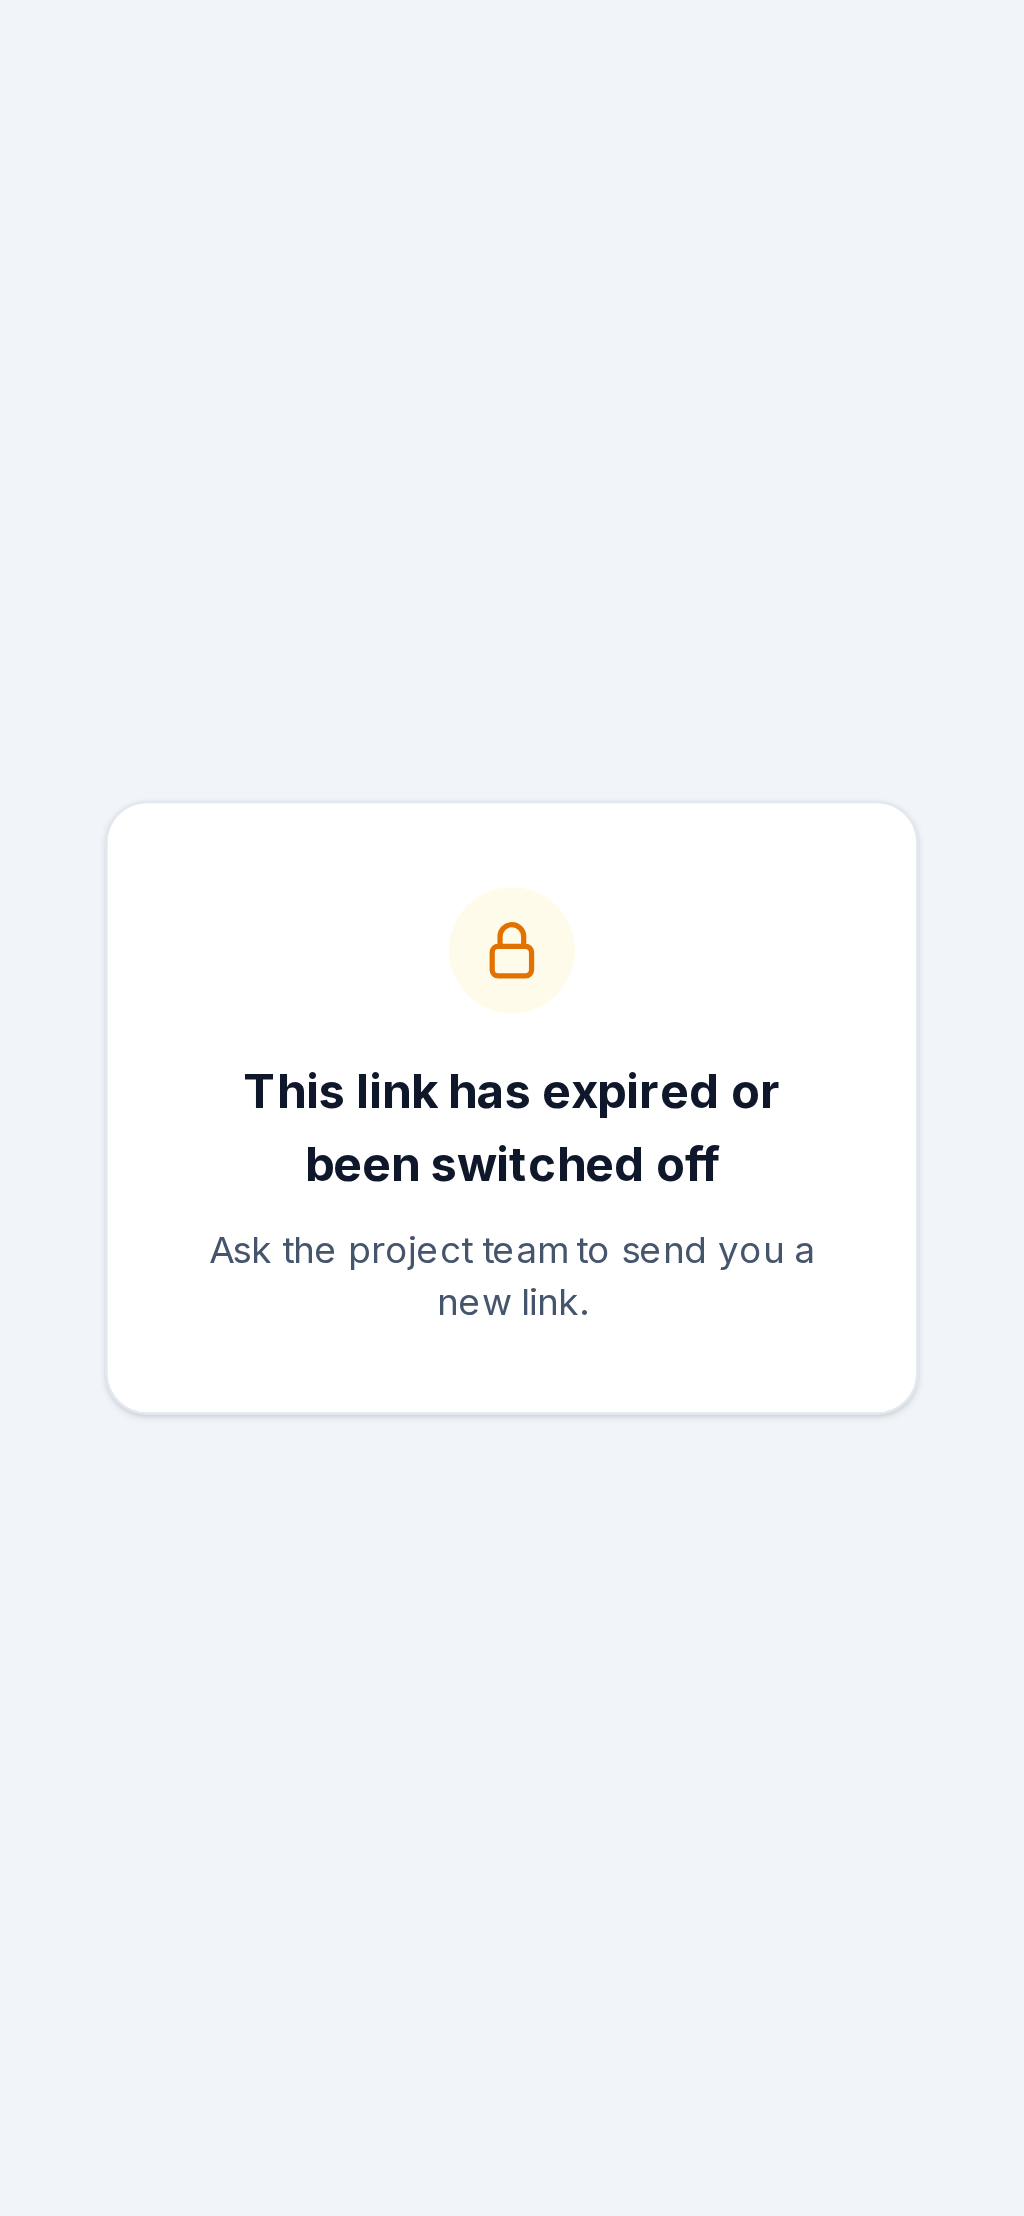 This link has expired or
been switched off
Ask the project team to send you a
new link.